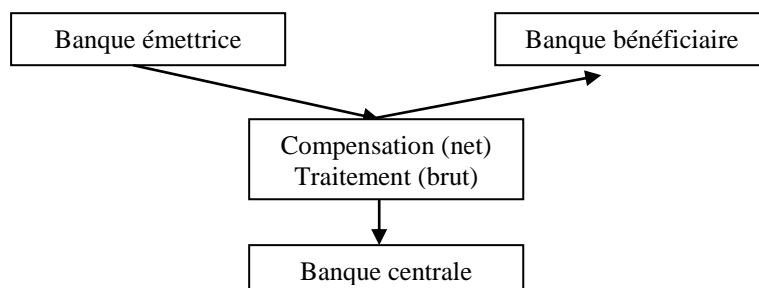 Banque émettrice
Banque bénéficiaire
Compensation (net)
Traitement (brut)
Banque centrale